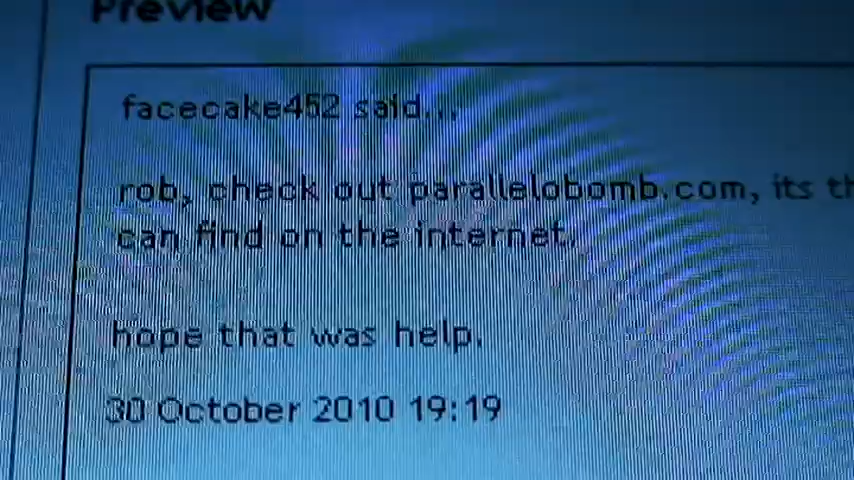 Preview
facecake452 said...
rob, check out parallelobomb.com, its th
can find on the internet.
hope that was help.
30 October 2010 19:19